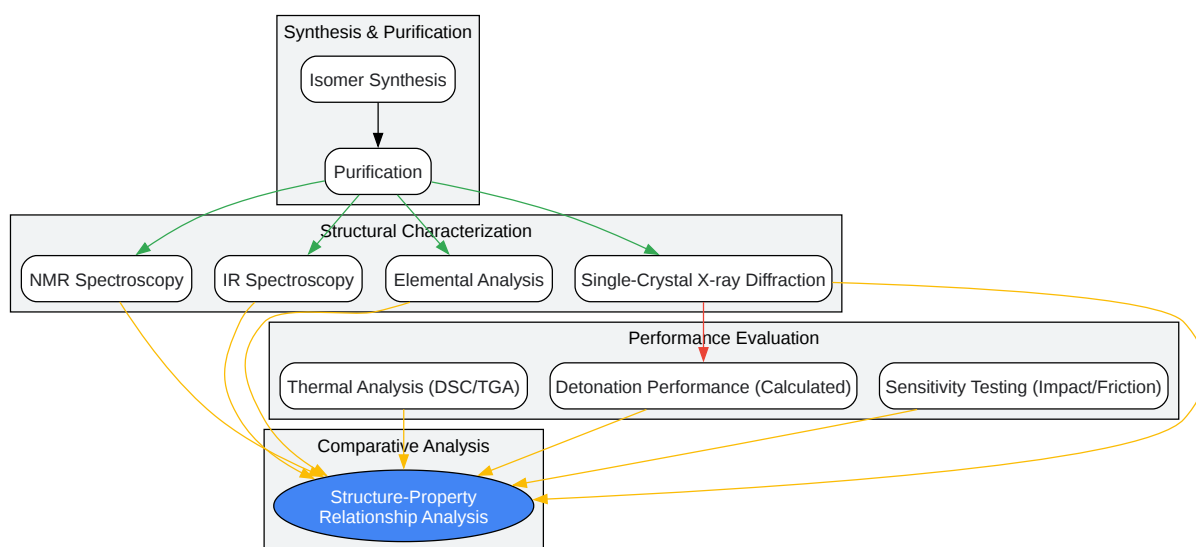 Synthesis & Purification
Isomer Synthesis
Purification
Structural Characterization
NMR Spectroscopy
IR Spectroscopy
Elemental Analysis
Single-Crystal X-ray Diffraction
Performance Evaluation
Thermal Analysis (DSC/TGA)
Detonation Performance (Calculated)
Sensitivity Testing (Impact/Friction)
Comparative Analysis
Structure-Property
Relationship Analysis